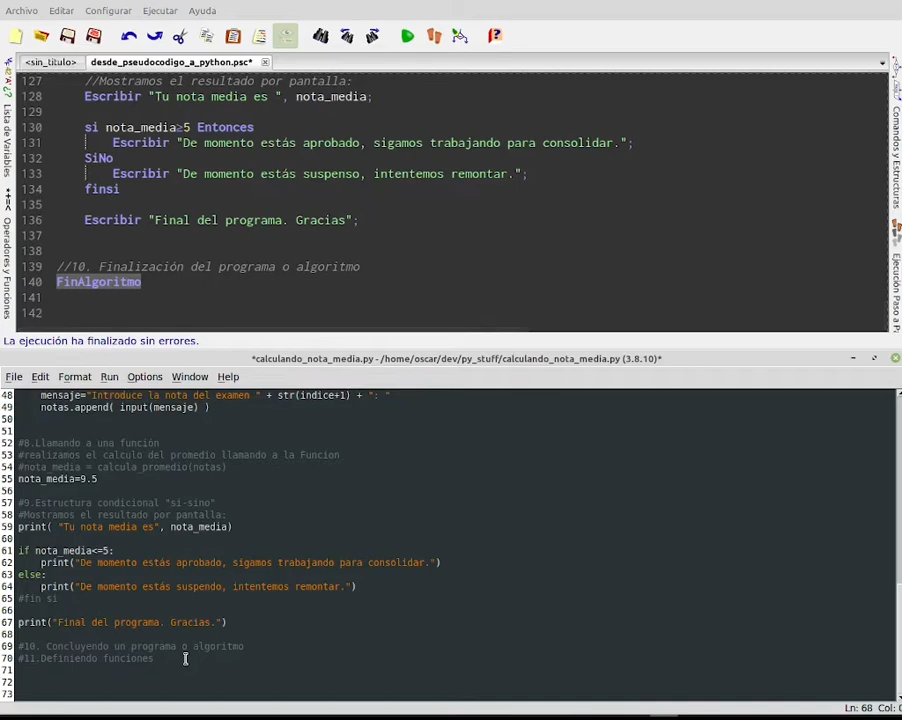 Archivo Editar Configurar Ejecutar Ayuda
<sin_titulo> desde_pseudocodigo_a_python.psc*
127 //Mostramos el resultado por pantalla:
128 Escribir "Tu nota media es ", nota_media;
129
130 si nota_media≥5 Entonces
131 Escribir "De momento estás aprobado, sigamos trabajando para consolidar.";
132 SiNo
133 Escribir "De momento estás suspenso, intentemos remontar.";
134 finsi
135
136 Escribir "Final del programa. Gracias";
137
138
139 //10. Finalización del programa o algoritmo
140 FinAlgoritmo
141
142
Lista de Variables
Operadores y Funciones
Comandos y Estructuras
Ejecución Paso a P
La ejecución ha finalizado sin errores.
*calculando_nota_media.py - /home/oscar/dev/py_stuff/calculando_nota_media.py (3.8.10)*
File Edit Format Run Options Window Help
48 mensaje="Introduce la nota del examen " + str(indice+1) + ": "
49 notas.append( input(mensaje) )
50
51
52 #8.Llamando a una función
53 #realizamos el calculo del promedio llamando a la Funcion
54 #nota_media = calcula_promedio(notas)
55 nota_media=9.5
56
57 #9.Estructura condicional "si-sino"
58 #Mostramos el resultado por pantalla:
59 print( "Tu nota media es", nota_media)
60
61 if nota_media<=5:
62 print("De momento estás aprobado, sigamos trabajando para consolidar.")
63 else:
64 print("De momento estás suspendo, intentemos remontar.")
65 #fin si
66
67 print("Final del programa. Gracias.")
68
69 #10. Concluyendo un programa o algoritmo
70 #11.Definiendo funciones
71
72
73
Ln: 68 Col: 0